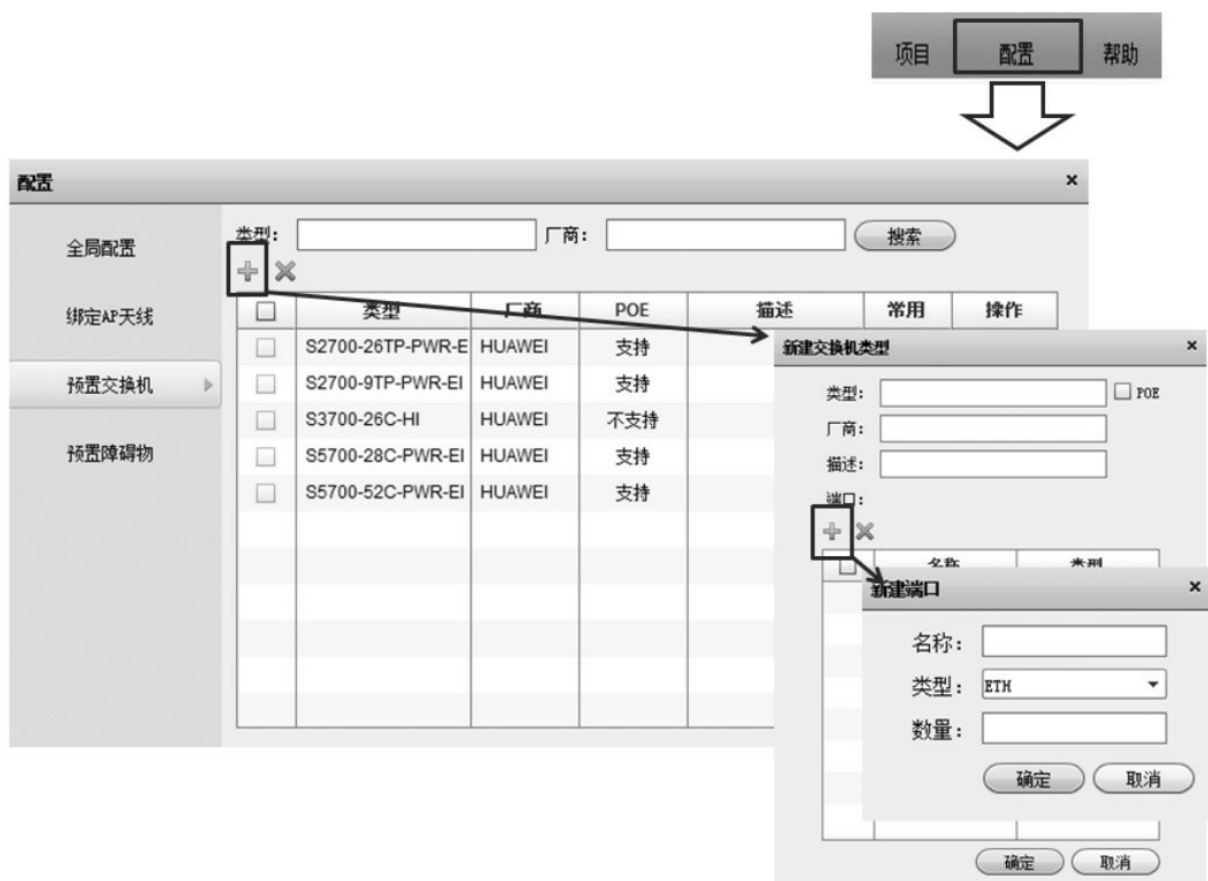 项目 配置 帮助
配置
全局配置
绑定AP天线
预置交换机
预置障碍物
类型: 厂商: 搜索
类型 厂商 POE 描述 常用 操作
S2700-26TP-PWR-E HUAWEI 支持
S2700-9TP-PWR-EI HUAWEI 支持
S3700-26C-HI HUAWEI 不支持
S5700-28C-PWR-EI HUAWEI 支持
S5700-52C-PWR-EI HUAWEI 支持
新建交换机类型
类型: POE
厂商:
描述:
端口:
名称 类型
新建端口
名称:
类型: ETH
数量:
确定 取消
确定 取消